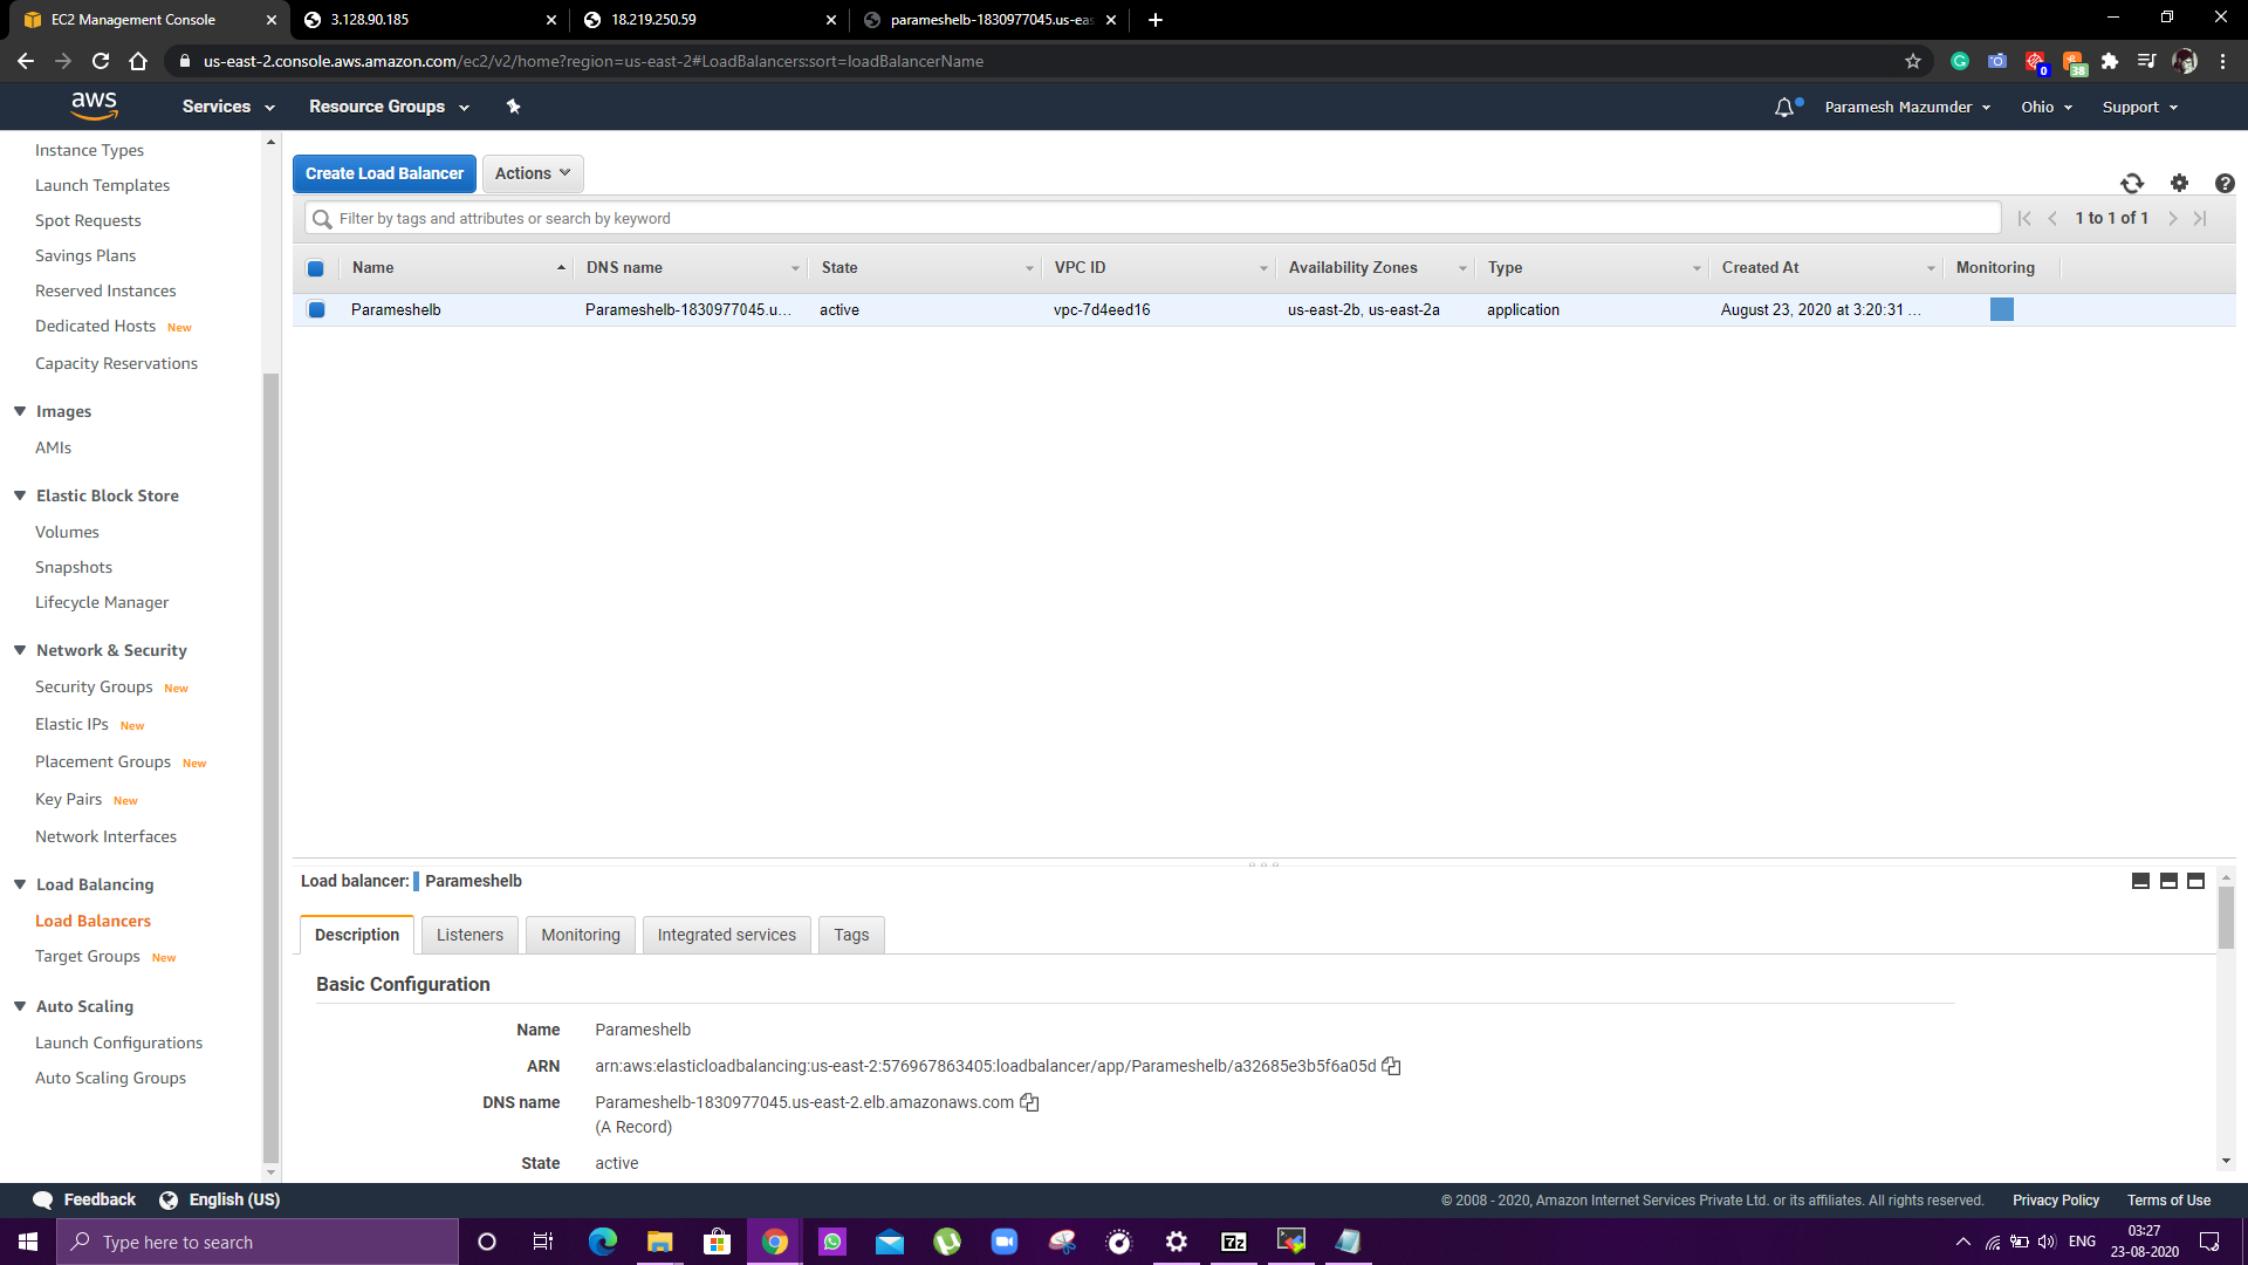 EC2 Management Console
3.128.90.185
18.219.250.59
parameshelb-1830977045.us-eas
us-east-2.console.aws.amazon.com/ec2/v2/home?region=us-east-2#LoadBalancers:sort=loadBalancerName
0
38
aws
Services
Resource Groups
Paramesh Mazumder
Ohio
Support
Instance Types
Launch Templates
Spot Requests
Savings Plans
Reserved Instances
Dedicated Hosts New
Capacity Reservations
Images
AMIs
Elastic Block Store
Volumes
Snapshots
Lifecycle Manager
Network & Security
Security Groups New
Elastic IPs New
Placement Groups New
Key Pairs New
Network Interfaces
Load Balancing
Load Balancers
Target Groups New
Auto Scaling
Launch Configurations
Auto Scaling Groups
Create Load Balancer
Actions
Filter by tags and attributes or search by keyword
1 to 1 of 1
Name DNS name State VPC ID Availability Zones Type Created At Monitoring
Parameshelb Parameshelb-1830977045.u... active vpc-7d4eed16 us-east-2b, us-east-2a application August 23, 2020 at 3:20:31 ...
Load balancer: Parameshelb
Description
Listeners
Monitoring
Integrated services
Tags
Basic Configuration
Name Parameshelb
ARN arn:aws:elasticloadbalancing:us-east-2:576967863405:loadbalancer/app/Parameshelb/a32685e3b5f6a05d
DNS name Parameshelb-1830977045.us-east-2.elb.amazonaws.com
(A Record)
State active
Feedback
English (US)
© 2008 - 2020, Amazon Internet Services Private Ltd. or its affiliates. All rights reserved.
Privacy Policy
Terms of Use
Type here to search
7z
ENG
03:27
23-08-2020